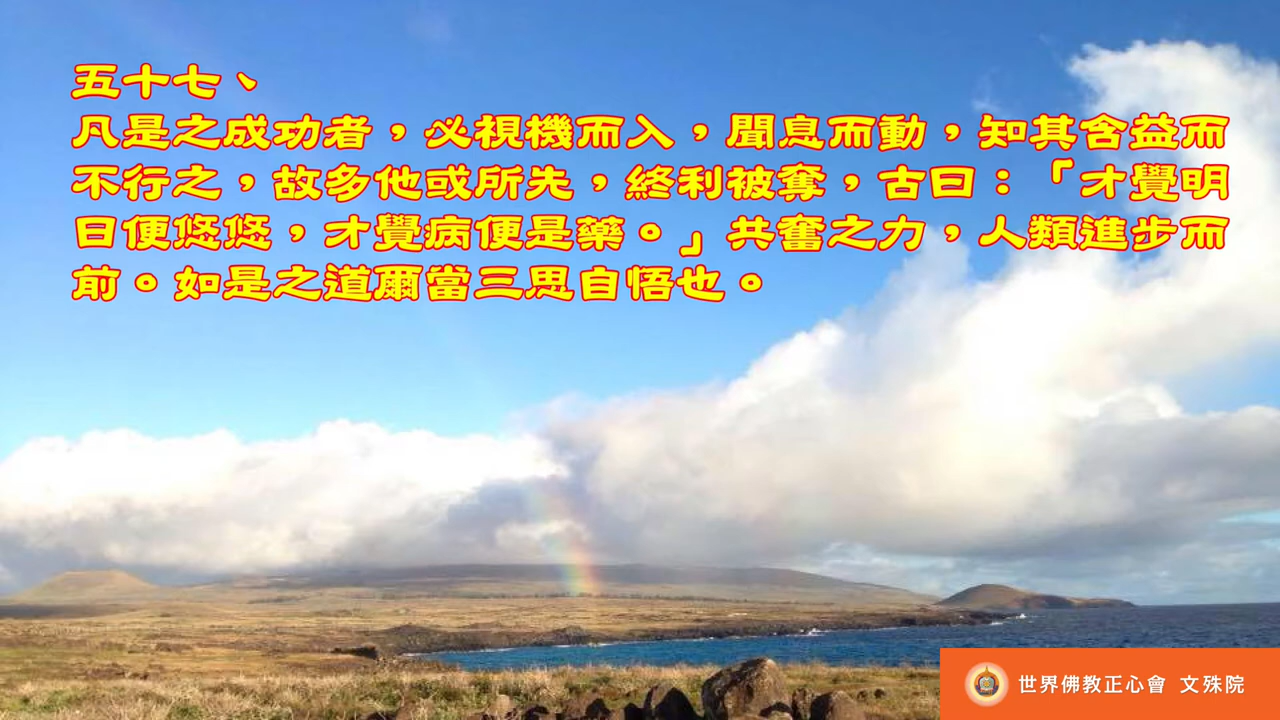 五十七、
凡是之成功者，必視機而入，聞息而動，知其含益而
不行之，故多他或所先，終利被奪，古曰：「才覺明
日便悠悠，才覺病便是藥。」共奮之力，人類進步而
前。如是之道爾當三思自悟也。
世界佛教正心會 文殊院